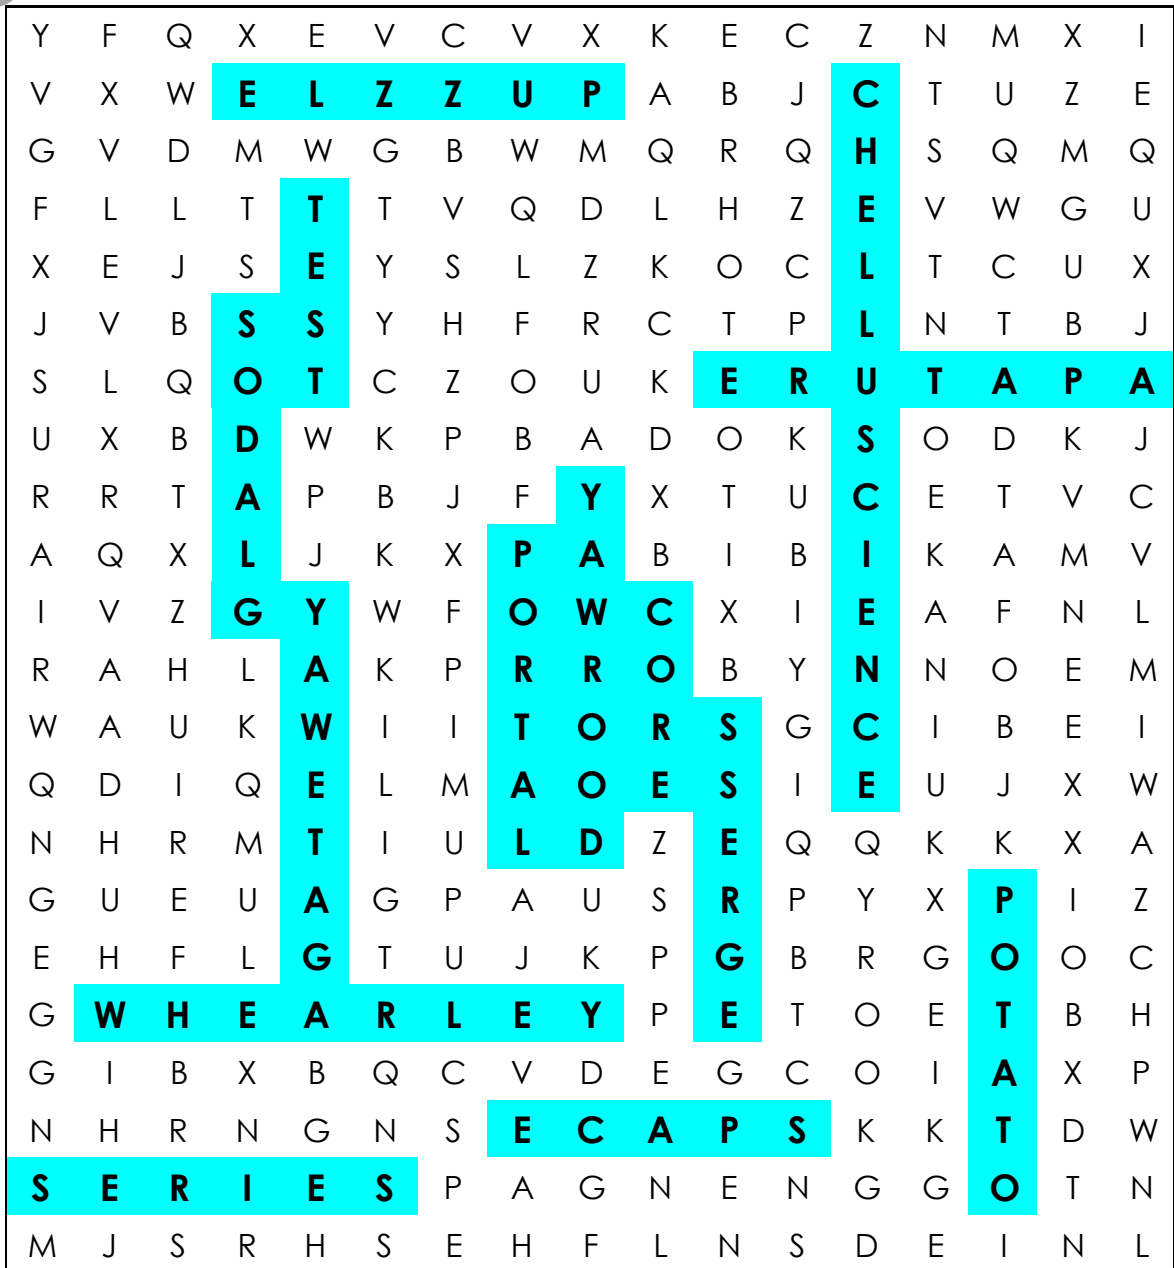 Y F Q X E V C V X K E C Z N M X I
V X W E L Z Z U P A B J C T U Z E
G V D M W G B W M Q R Q H S Q M Q
F L L T T T V Q D L H Z E V W G U
X E J S E Y S L Z K O C L T C U X
J V B S S Y H F R C T P L N T B J
S L Q O T C Z O U K E R U T A P A
U X B D W K P B A D O K S O D K J
R R T A P B J F Y X T U C E T V C
A Q X L J K X P A B I B I K A M V
I V Z G Y W F O W C X I E A F N L
R A H L A K P R R O B Y N N O E M
W A U K W I I T O R S G C I B E I
Q D I Q E L M A O E S I E U J X W
N H R M T I U L D Z E Q Q K K X A
G U E U A G P A U S R P Y X P I Z
E H F L G T U J K P G B R G O O C
G W H E A R L E Y P E T O E T B H
G I B X B Q C V D E G C O I A X P
N H R N G N S E C A P S K K T D W
S E R I E S P A G N E N G G O T N
M J S R H S E H F L N S D E I N L